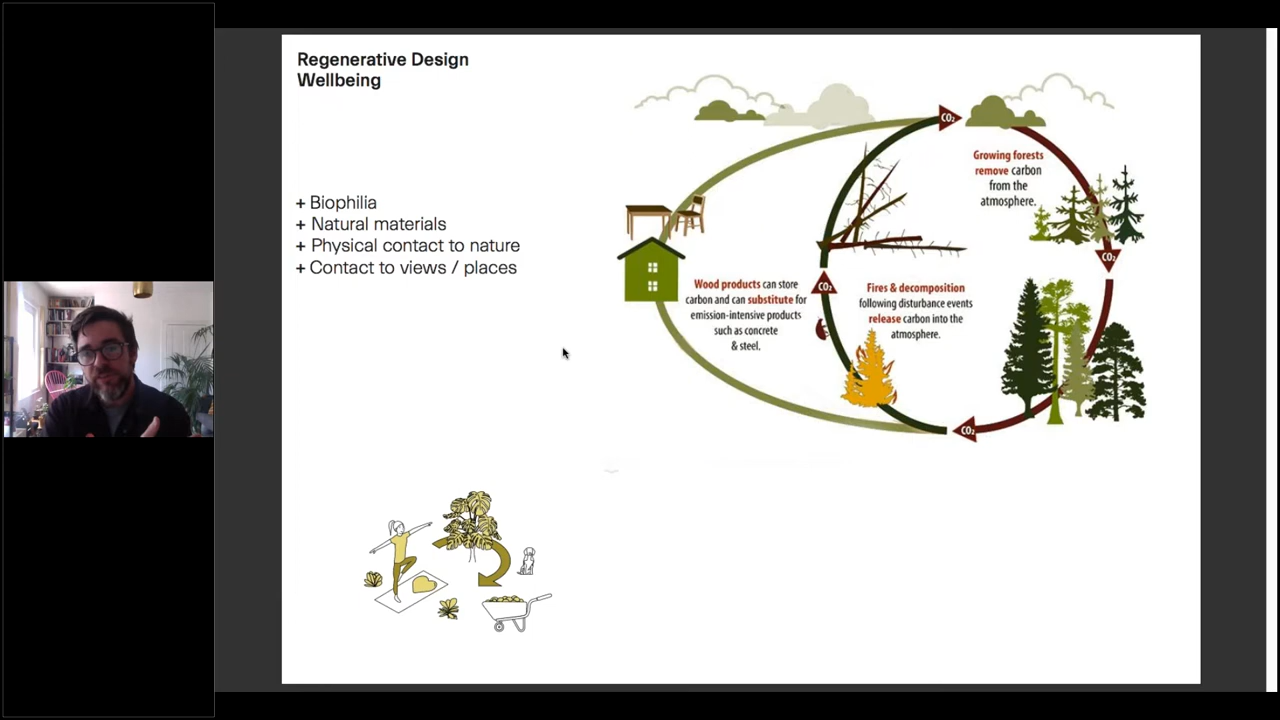 Regenerative Design
Wellbeing
+ Biophilia
+ Natural materials
+ Physical contact to nature
+ Contact to views / places
CO₂
Growing forests
remove carbon
from the
atmosphere.
CO₂
Wood products can store
carbon and can substitute for
emission-intensive products
such as concrete
& steel.
CO₂
Fires & decomposition
following disturbance events
release carbon into the
atmosphere.
CO₂